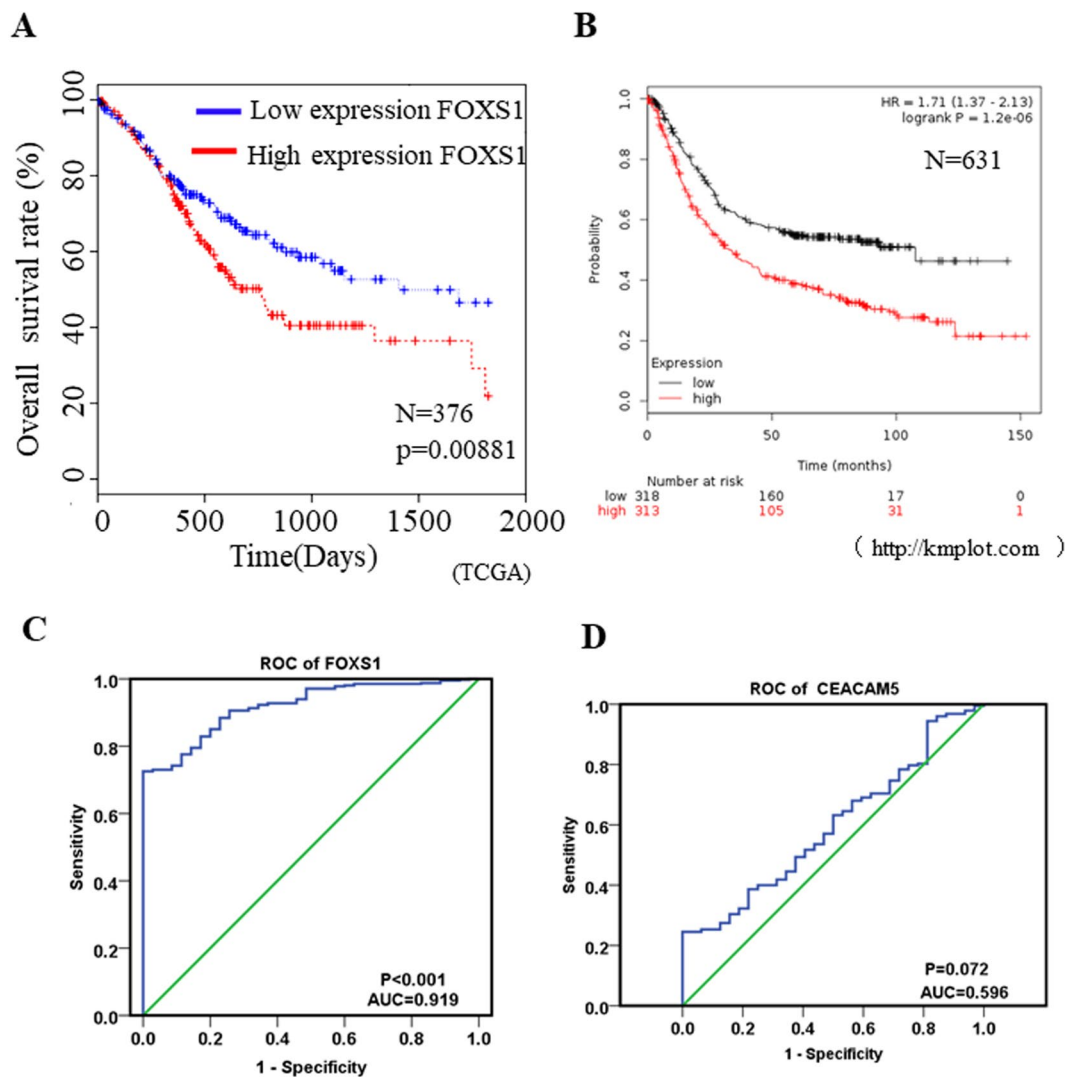 A
Overall surival rate (%)
100
80
60
40
20
0
Low expression FOXS1
High expression FOXS1
N=376
p=0.00881
0
500
1000
1500
2000
Time(Days)
(TCGA)
B
Probability
1.0
0.8
0.6
0.4
0.2
0.0
HR = 1.71 (1.37 - 2.13)
logrank P = 1.2e-06
N=631
Expression
low
high
0
50
100
150
Time (months)
Number at risk
low 318 160 17 0
high 313 105 31 1
( http://kmplot.com )
C
ROC of FOXS1
Sensitivity
1.0
0.8
0.6
0.4
0.2
0.0
P<0.001
AUC=0.919
0.0 0.2 0.4 0.6 0.8 1.0
1 - Specificity
D
ROC of CEACAM5
Sensitivity
1.0
0.8
0.6
0.4
0.2
0.0
P=0.072
AUC=0.596
0.0 0.2 0.4 0.6 0.8 1.0
1 - Specificity